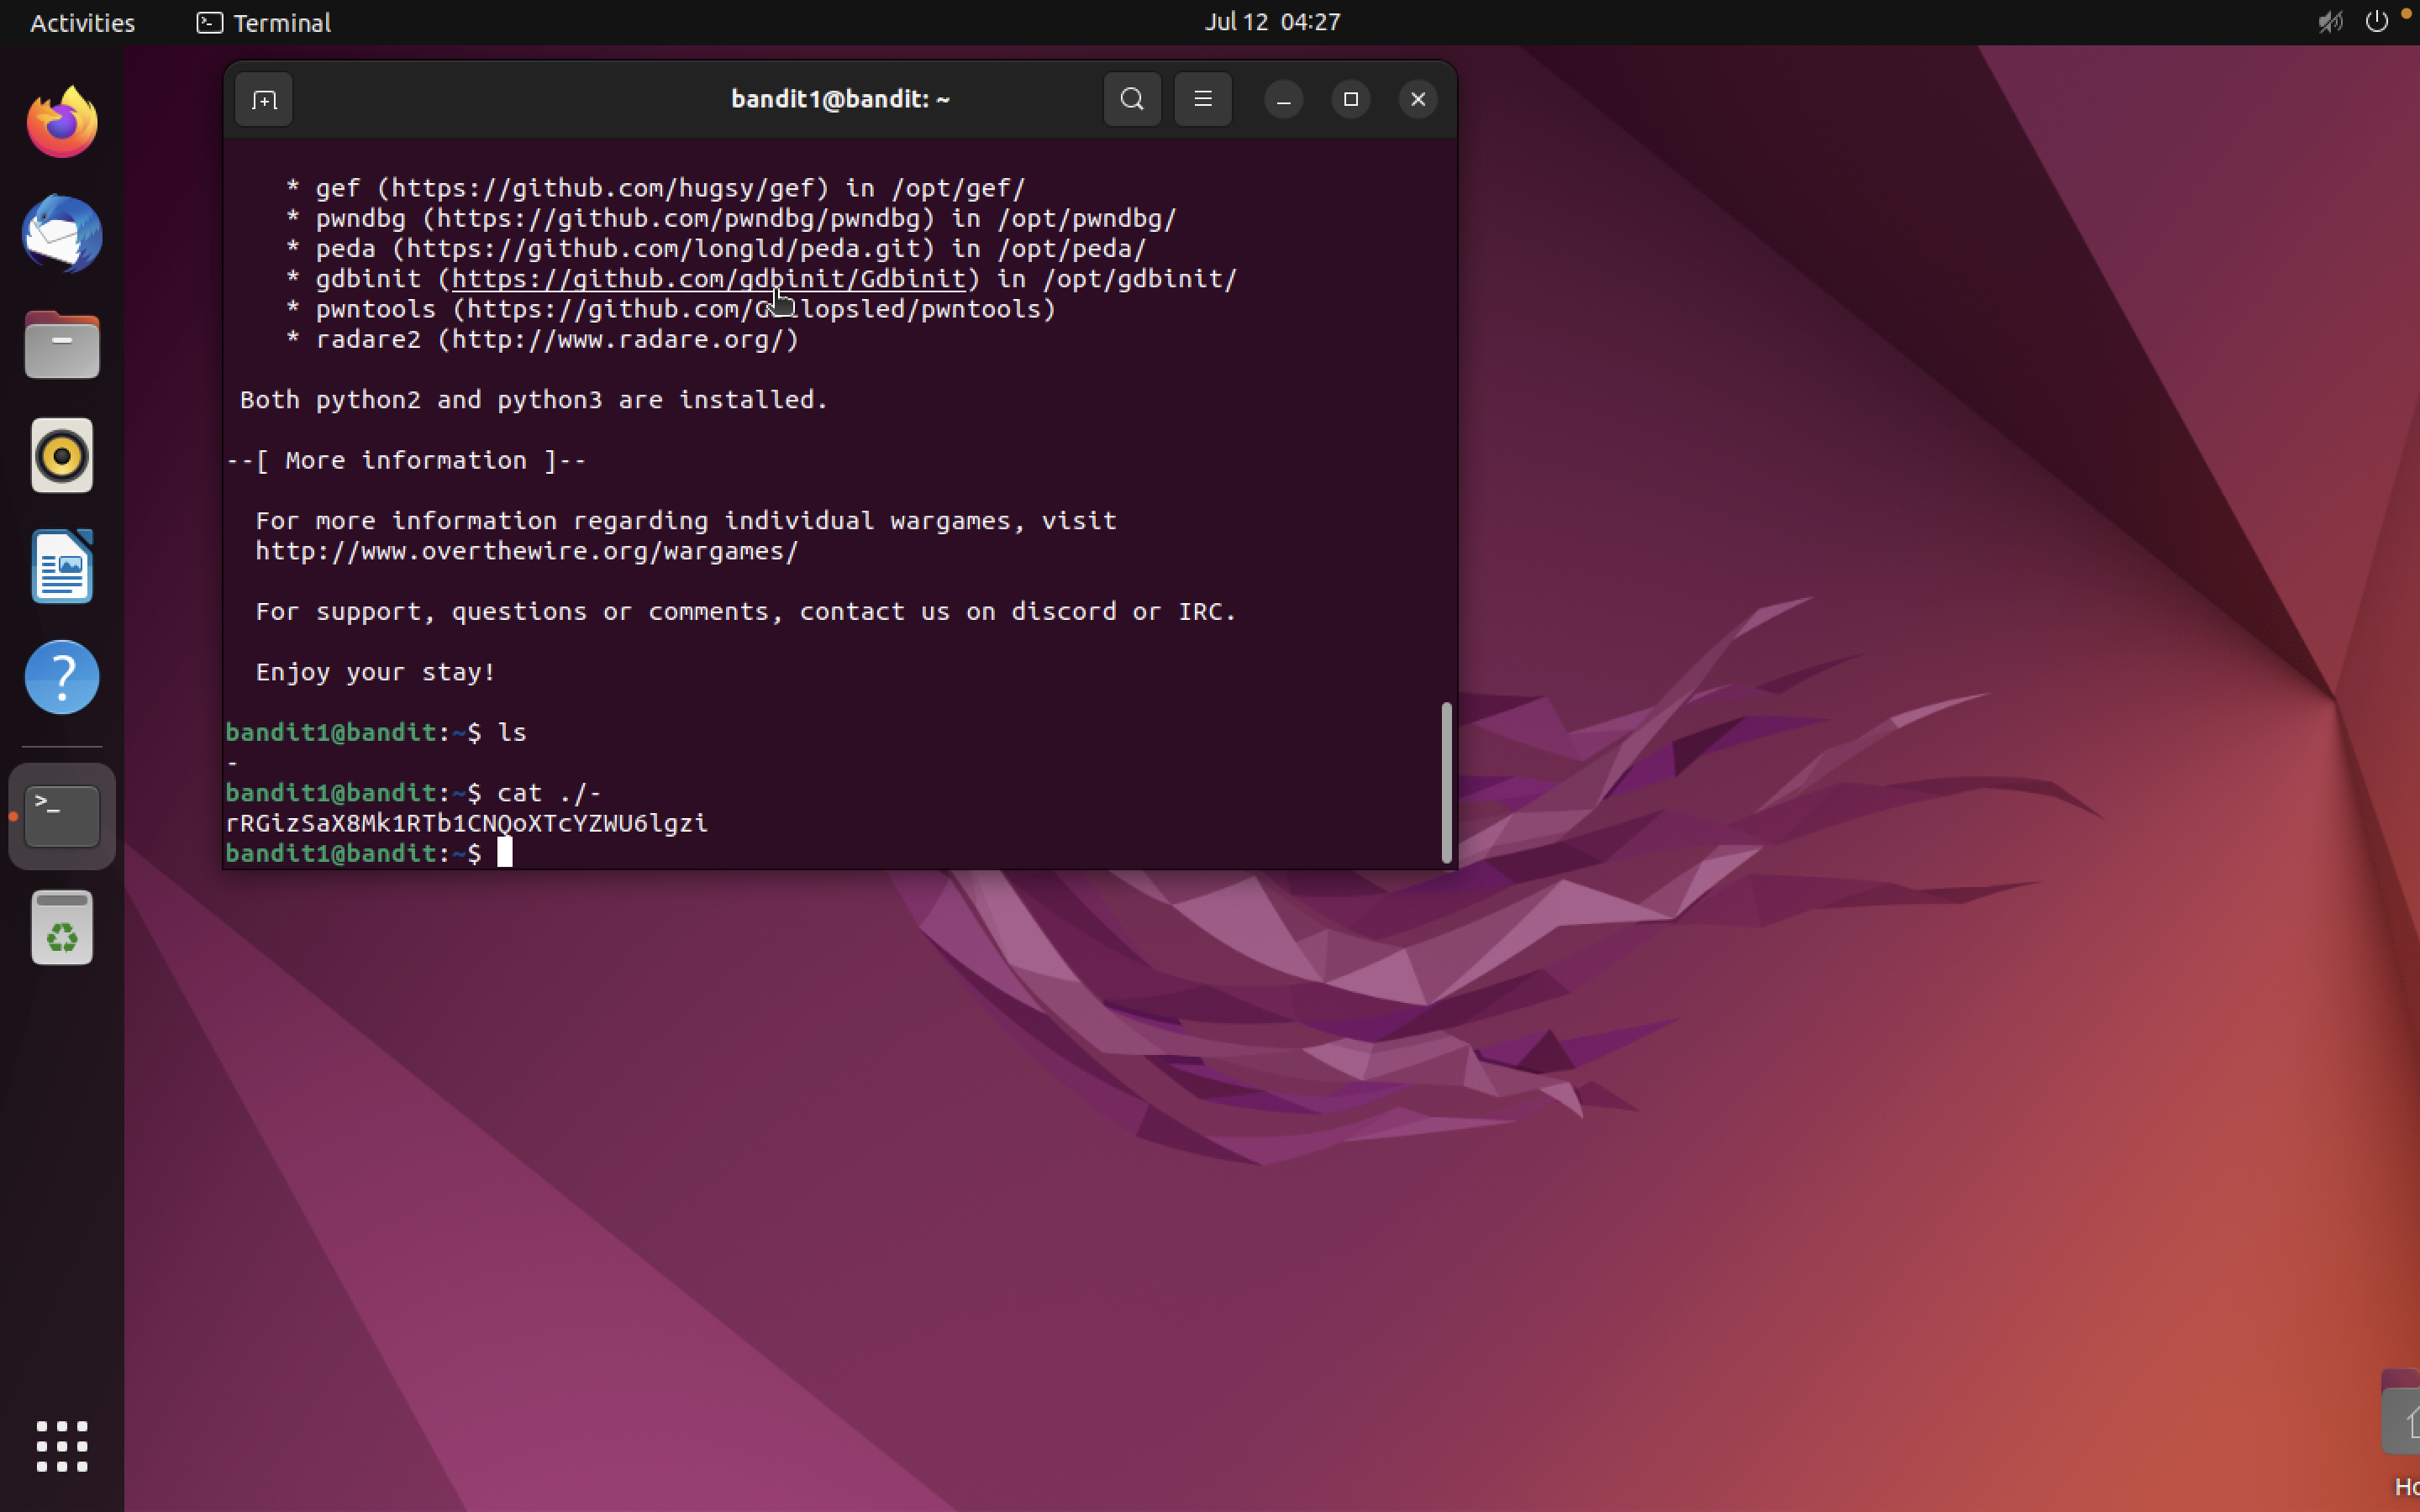 Activities Terminal Jul 12 04:27
bandit1@bandit: ~
* gef (https://github.com/hugsy/gef) in /opt/gef/
* pwndbg (https://github.com/pwndbg/pwndbg) in /opt/pwndbg/
* peda (https://github.com/longld/peda.git) in /opt/peda/
* gdbinit (https://github.com/gdbinit/Gdbinit) in /opt/gdbinit/
* pwntools (https://github.com/G lopsled/pwntools)
* radare2 (http://www.radare.org/)
Both python2 and python3 are installed.
--[ More information ]--
For more information regarding individual wargames, visit
http://www.overthewire.org/wargames/
For support, questions or comments, contact us on discord or IRC.
Enjoy your stay!
bandit1@bandit:~$ ls
-
bandit1@bandit:~$ cat ./-
rRGizSaX8Mk1RTb1CNQoXTcYZWU6lgzi
bandit1@bandit:~$
Ho